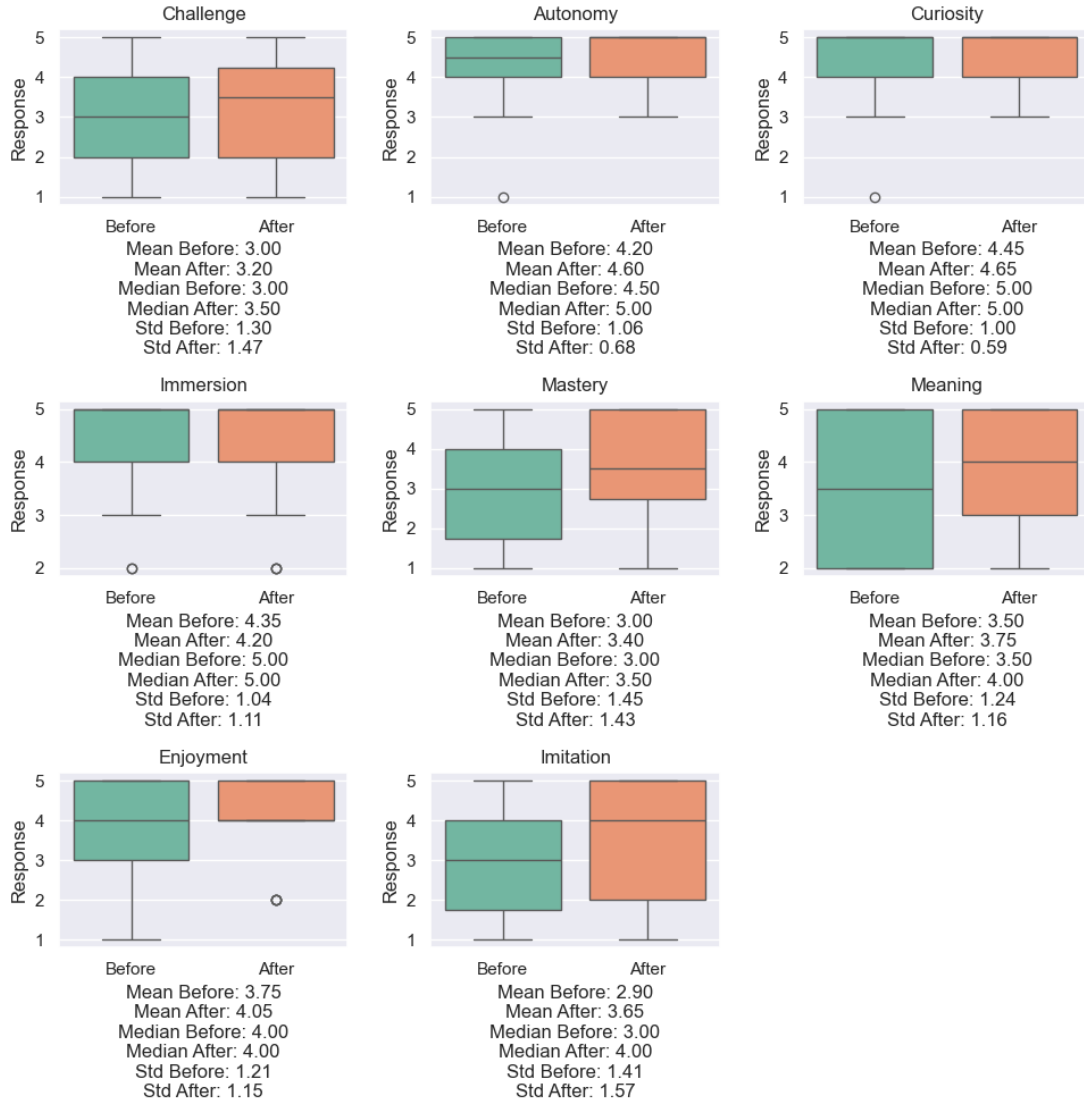 Challenge
Response
5
4
3
2
1
Before
After
Mean Before: 3.00
Mean After: 3.20
Median Before: 3.00
Median After: 3.50
Std Before: 1.30
Std After: 1.47
Autonomy
Response
5
4
3
2
1
Before
After
Mean Before: 4.20
Mean After: 4.60
Median Before: 4.50
Median After: 5.00
Std Before: 1.06
Std After: 0.68
Curiosity
Response
5
4
3
2
1
Before
After
Mean Before: 4.45
Mean After: 4.65
Median Before: 5.00
Median After: 5.00
Std Before: 1.00
Std After: 0.59
Immersion
Response
5
4
3
2
Before
After
Mean Before: 4.35
Mean After: 4.20
Median Before: 5.00
Median After: 5.00
Std Before: 1.04
Std After: 1.11
Mastery
Response
5
4
3
2
1
Before
After
Mean Before: 3.00
Mean After: 3.40
Median Before: 3.00
Median After: 3.50
Std Before: 1.45
Std After: 1.43
Meaning
Response
5
4
3
2
Before
After
Mean Before: 3.50
Mean After: 3.75
Median Before: 3.50
Median After: 4.00
Std Before: 1.24
Std After: 1.16
Enjoyment
Response
5
4
3
2
1
Before
After
Mean Before: 3.75
Mean After: 4.05
Median Before: 4.00
Median After: 4.00
Std Before: 1.21
Std After: 1.15
Imitation
Response
5
4
3
2
1
Before
After
Mean Before: 2.90
Mean After: 3.65
Median Before: 3.00
Median After: 4.00
Std Before: 1.41
Std After: 1.57